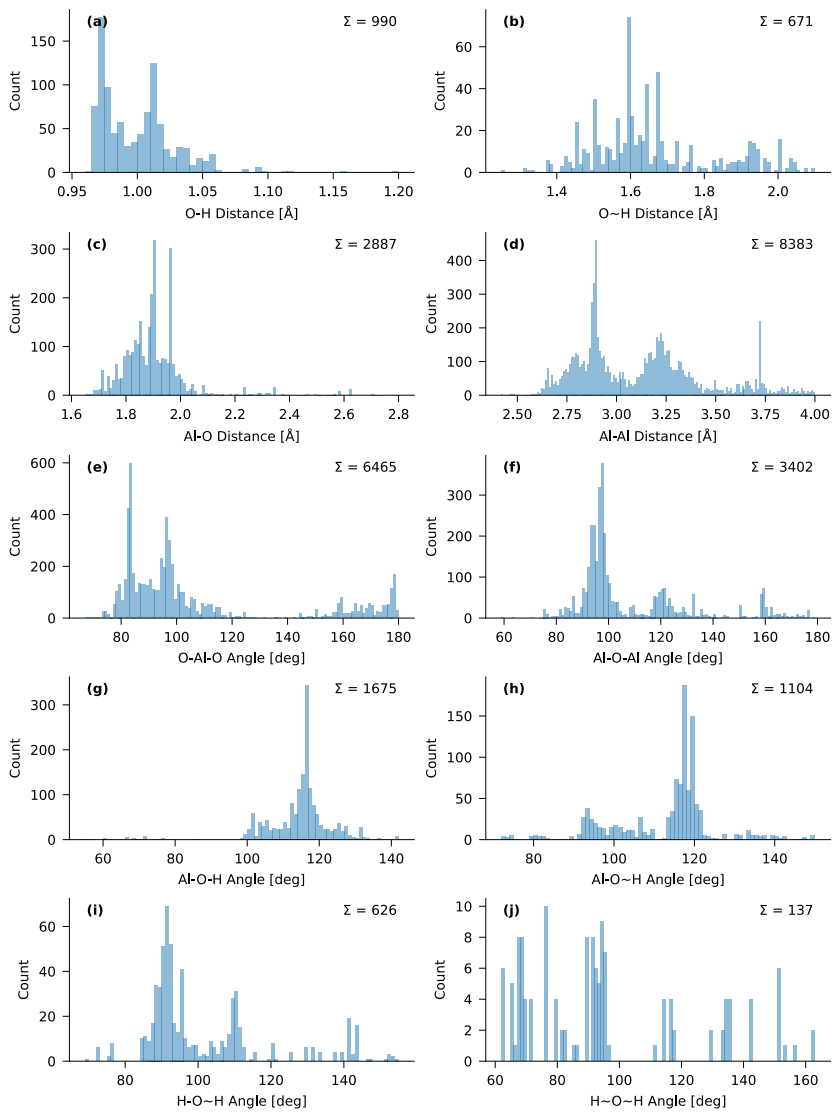 (a) Σ = 990
150
100
50
0
Count
0.95 1.00 1.05 1.10 1.15 1.20
O-H Distance [Å]
(b) Σ = 671
60
40
20
0
Count
1.4 1.6 1.8 2.0
O~H Distance [Å]
(c) Σ = 2887
300
200
100
0
Count
1.6 1.8 2.0 2.2 2.4 2.6 2.8
Al-O Distance [Å]
(d) Σ = 8383
400
300
200
100
0
Count
2.50 2.75 3.00 3.25 3.50 3.75 4.00
Al-Al Distance [Å]
(e) Σ = 6465
600
400
200
0
Count
80 100 120 140 160 180
O-Al-O Angle [deg]
(f) Σ = 3402
300
200
100
0
Count
60 80 100 120 140 160 180
Al-O-Al Angle [deg]
(g) Σ = 1675
300
200
100
0
Count
60 80 100 120 140
Al-O-H Angle [deg]
(h) Σ = 1104
150
100
50
0
Count
80 100 120 140
Al-O~H Angle [deg]
(i) Σ = 626
60
40
20
0
Count
80 100 120 140
H-O~H Angle [deg]
(j) Σ = 137
10
8
6
4
2
0
Count
60 80 100 120 140 160
H~O~H Angle [deg]